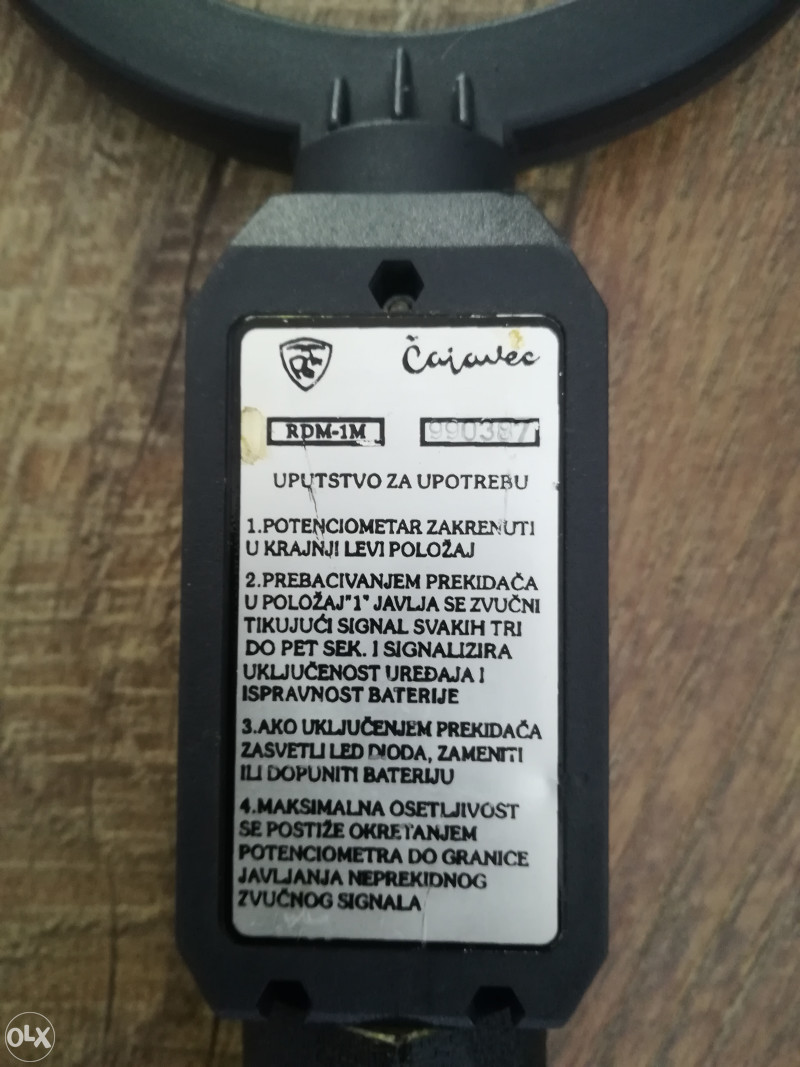 Čajavec
RDM-1M 990387
UPUTSTVO ZA UPOTREBU
1.POTENCIOMETAR ZAKRENUTI
U KRAJNJI LEVI POLOŽAJ
2.PREBACIVANJEM PREKIDAČA
U POLOŽAJ"1" JAVLJA SE ZVUČNI
TIKUJUĆI SIGNAL SVAKIH TRI
DO PET SEK. I SIGNALIZIRA
UKLJUČENOST UREĐAJA I
ISPRAVNOST BATERIJE
3.AKO UKLJUČENJEM PREKIDAČA
ZASVETLI LED DIODA, ZAMENITI
ILI DOPUNITI BATERIJU
4.MAKSIMALNA OSETLJIVOST
SE POSTIŽE OKRETANJEM
POTENCIOMETRA DO GRANICE
JAVLJANJA NEPREKIDNOG
ZVUČNOG SIGNALA
OLX